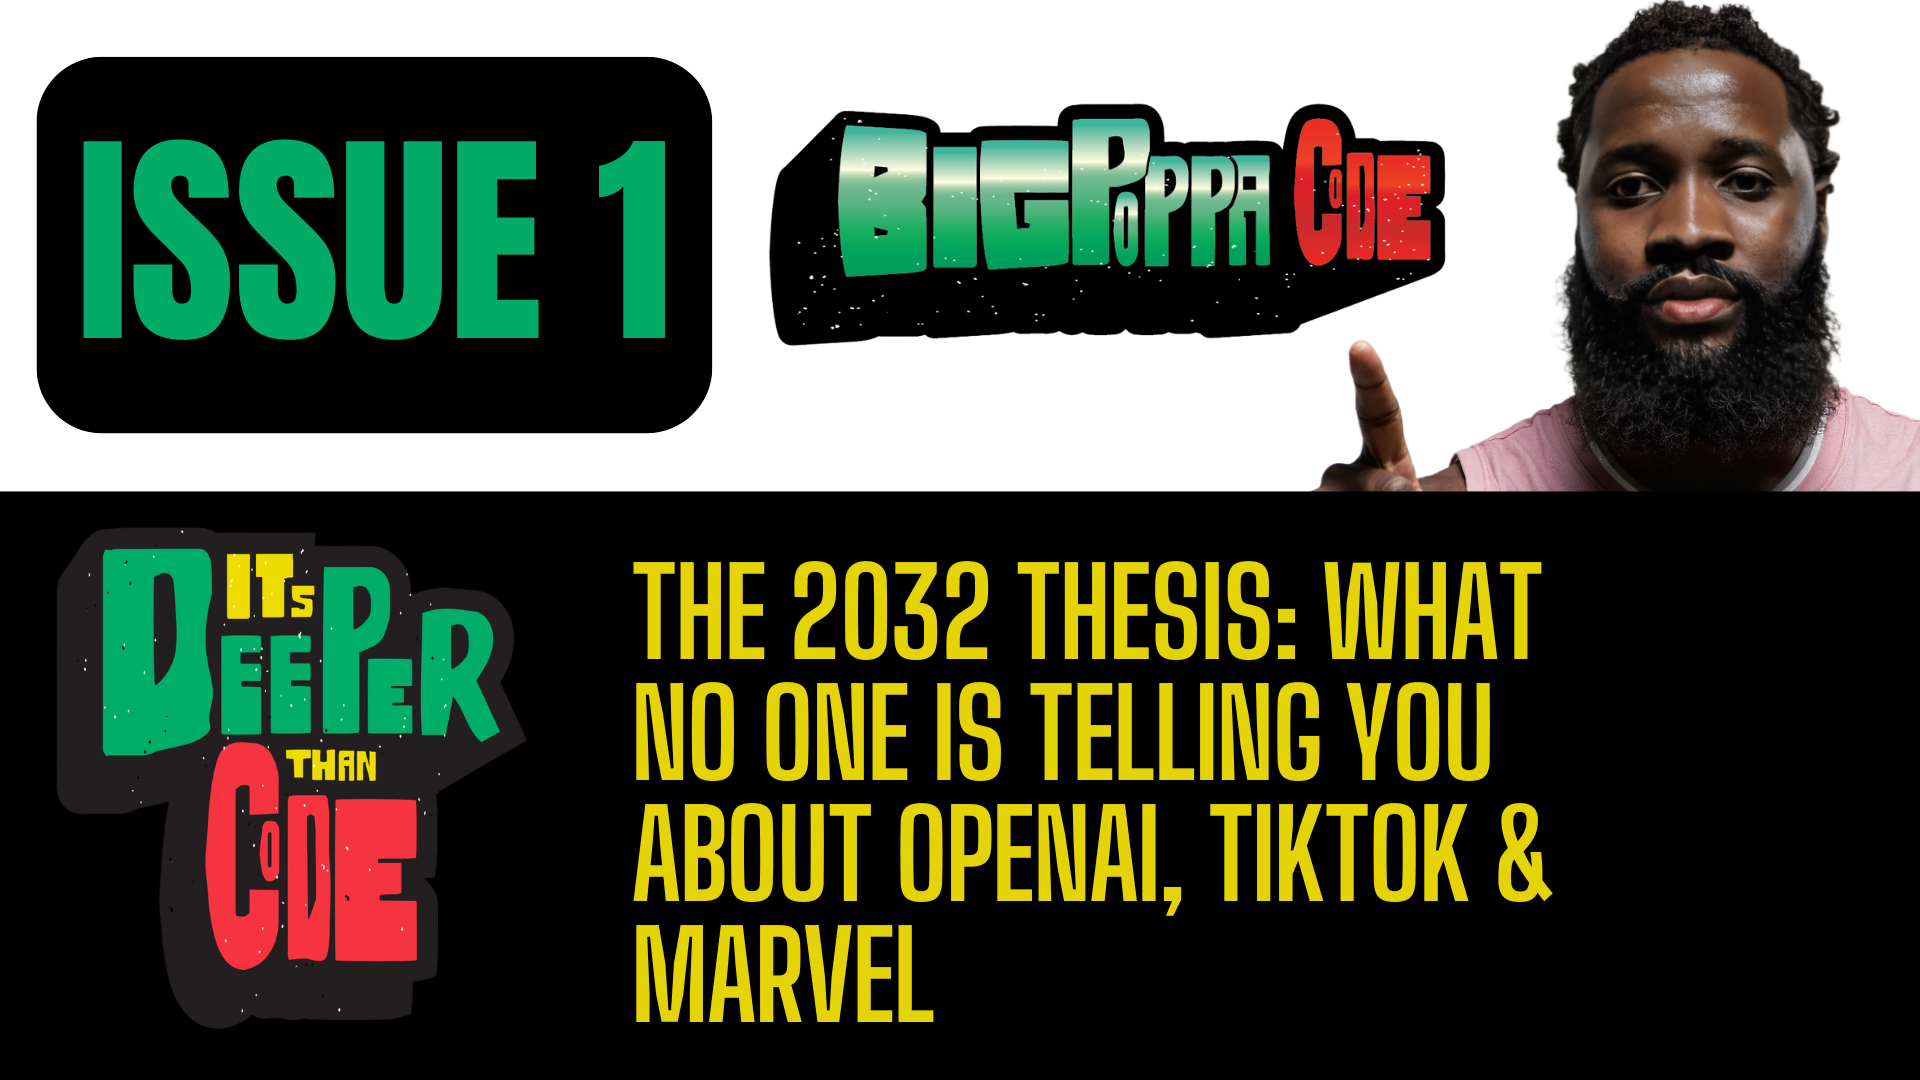 ISSUE 1
BIGPOPPA CODE
ITS
DEEPER
THAN
CODE
THE 2032 THESIS: WHAT
NO ONE IS TELLING YOU
ABOUT OPENAI, TIKTOK &
MARVEL